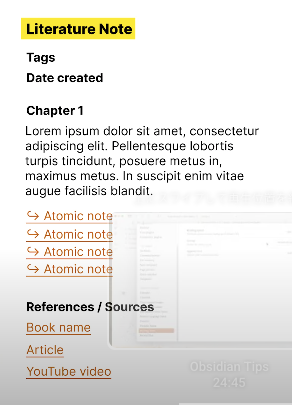 Literature Note
Tags
Date created
Chapter 1
Lorem ipsum dolor sit amet, consectetur
adipiscing elit. Pellentesque lobortis
turpis tincidunt, posuere metus in,
maximus metus. In suscipit enim vitae
augue facilisis blandit.
↪ Atomic note
↪ Atomic note
↪ Atomic note
↪ Atomic note
References / Sources
Book name
Article
YouTube video
Obsidian Tips
24:45